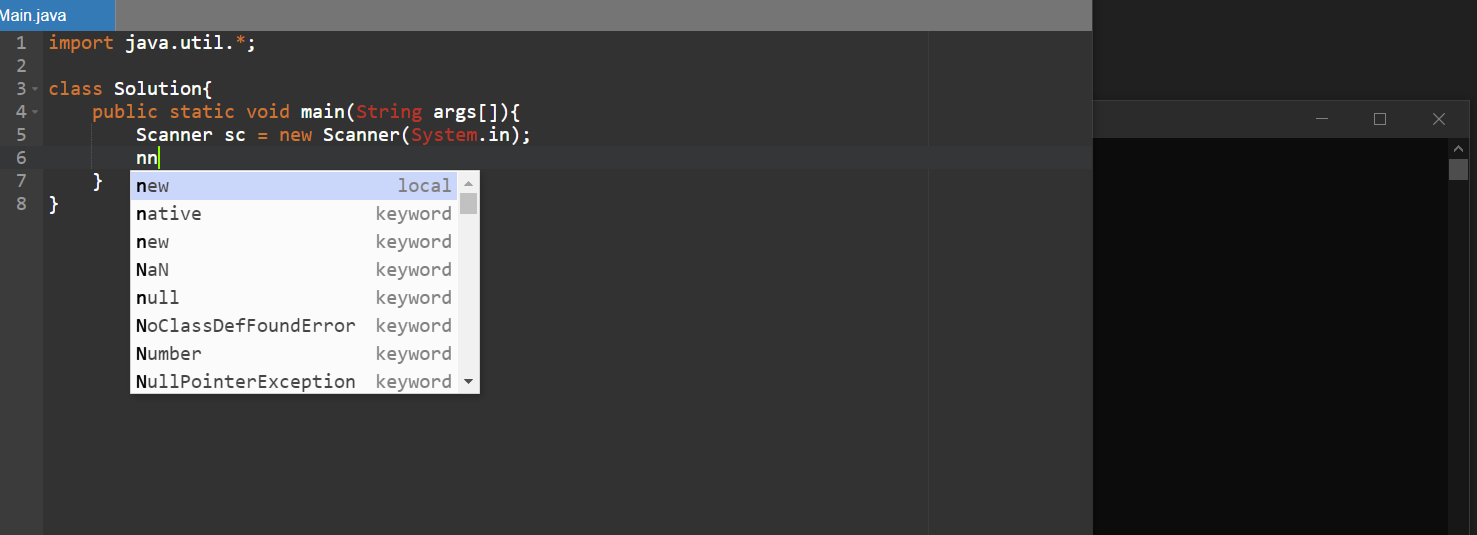 Main.java
1 import java.util.*;
2
3 class Solution{
4 public static void main(String args[]){
5 Scanner sc = new Scanner(System.in);
6 nn
7 }
8 }
new local
native keyword
new keyword
NaN keyword
null keyword
NoClassDefFoundError keyword
Number keyword
NullPointerException keyword